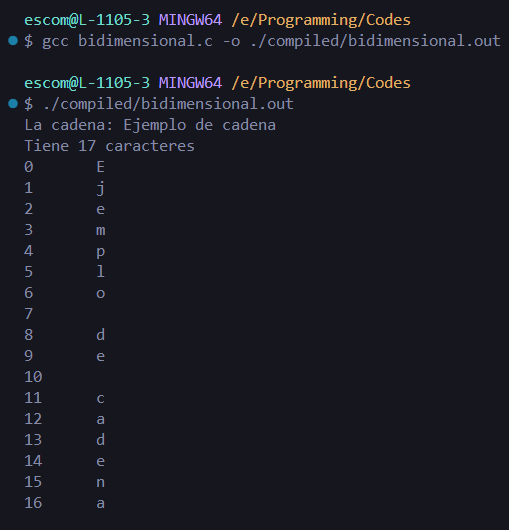 escom@L-1105-3 MINGW64 /e/Programming/Codes
$ gcc bidimensional.c -o ./compiled/bidimensional.out
escom@L-1105-3 MINGW64 /e/Programming/Codes
$ ./compiled/bidimensional.out
La cadena: Ejemplo de cadena
Tiene 17 caracteres
0 E
1 j
2 e
3 m
4 p
5 l
6 o
7
8 d
9 e
10
11 c
12 a
13 d
14 e
15 n
16 a